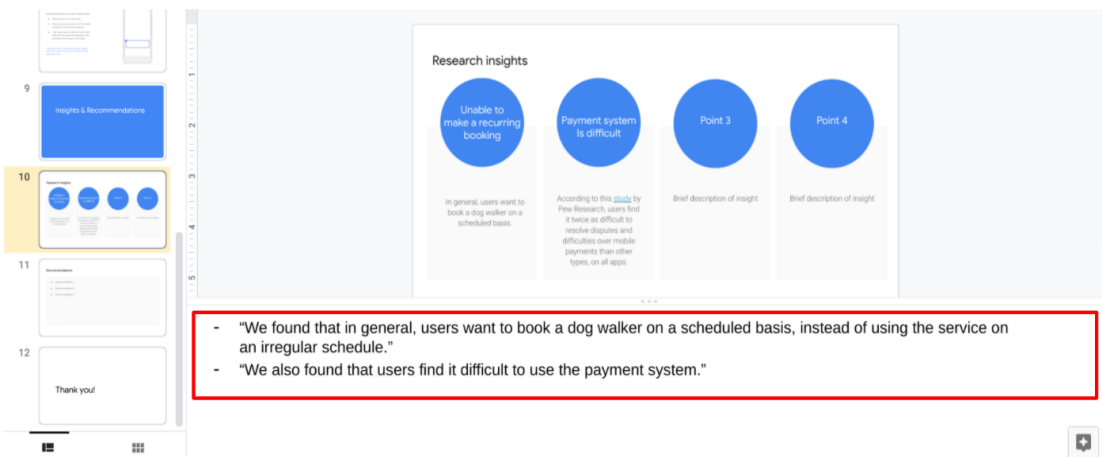 9
Insights & Recommendations
10
Research insights
11
Recommendations
12
Thank you!
1
2
3
4
5
Research insights
Unable to
make a recurring
booking
In general, users want to
book a dog walker on a
scheduled basis.
Payment system
Is difficult
According to this study by
Pew Research, users find
it twice as difficult to
resolve disputes and
difficulties over mobile
payments than other
types, on all apps.
Point 3
Brief description of insight
Point 4
Brief description of insight
- “We found that in general, users want to book a dog walker on a scheduled basis, instead of using the service on
an irregular schedule.”
- “We also found that users find it difficult to use the payment system.”